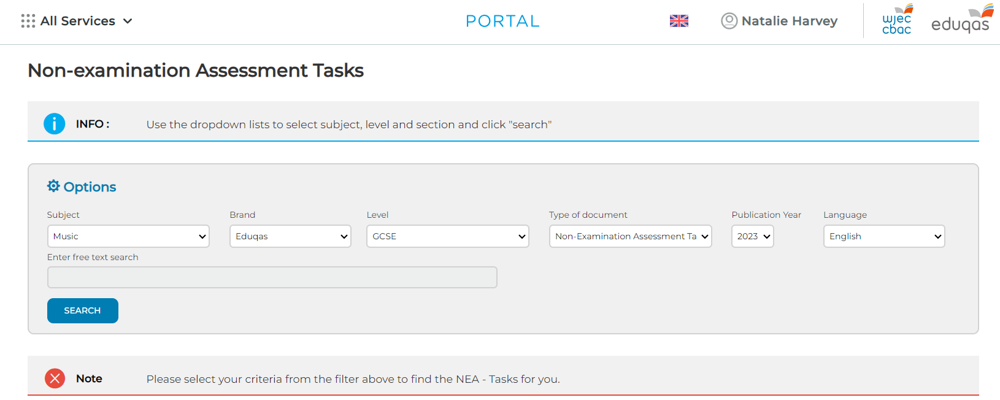 All Services
PORTAL
Natalie Harvey
wjec
cbac
eduqas
Non-examination Assessment Tasks
INFO :
Use the dropdown lists to select subject, level and section and click "search"
Options
Subject
Brand
Level
Type of document
Publication Year
Language
Music
Eduqas
GCSE
Non-Examination Assessment Ta
2023
English
Enter free text search
SEARCH
Note
Please select your criteria from the filter above to find the NEA - Tasks for you.